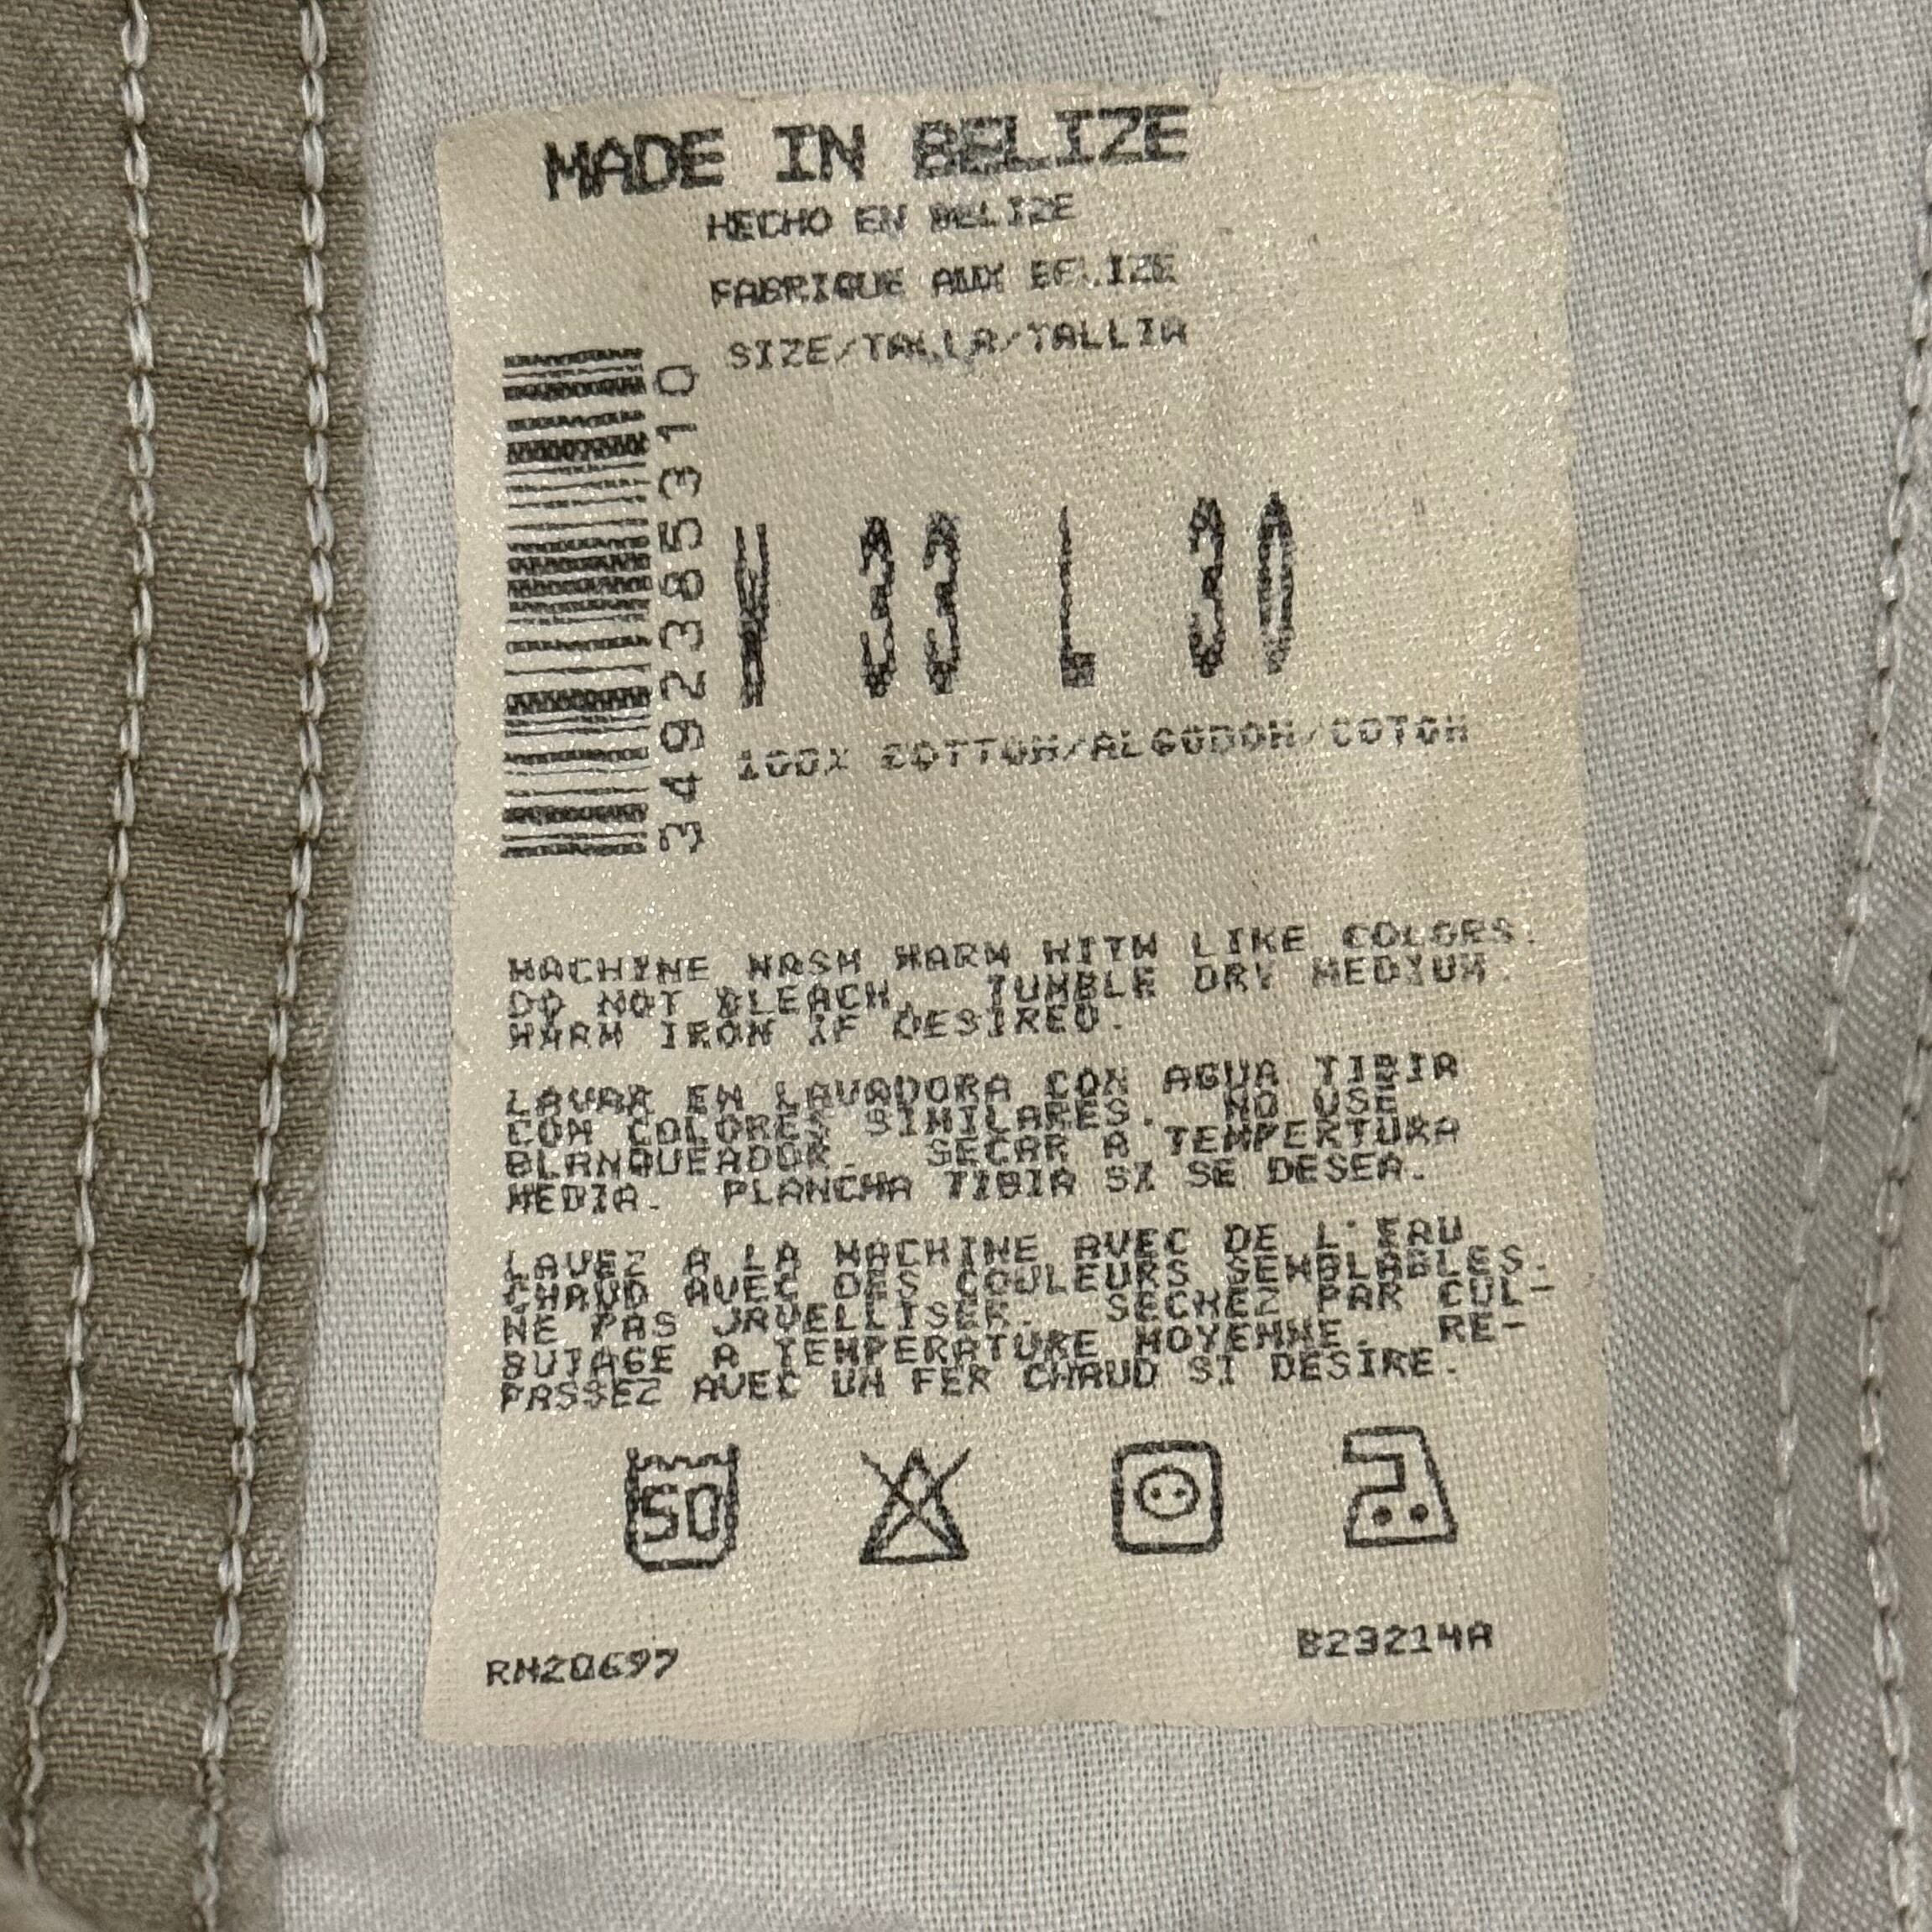 MADE IN BELIZE
HECHO EN BELIZE
FABRIQUE AUX BELIZE
SIZE/TALLA/TALLIA
3492385310
W 33 L 30
100% COTTON/ALGODON/COTON
MACHINE WASH WARM WITH LIKE COLORS.
DO NOT BLEACH. TUMBLE DRY MEDIUM.
WARM IRON IF DESIRED.
LAVAR EN LAVADORA CON AGUA TIBIA
CON COLORES SIMILARES. NO USE
BLANQUEADOR. SECAR A TEMPERTURA
MEDIA. PLANCHA TIBIA SI SE DESEA.
LAVEZ A LA MACHINE AVEC DE L'EAU
CHAUD AVEC DES COULEURS SEMBLABLES.
NE PAS JAVELLISER. SECHEZ PAR CUL-
BUTAGE A TEMPERATURE MOYENNE. RE-
PASSEZ AVEC UN FER CHAUD SI DESIRE.
50
RN20697
B23214A